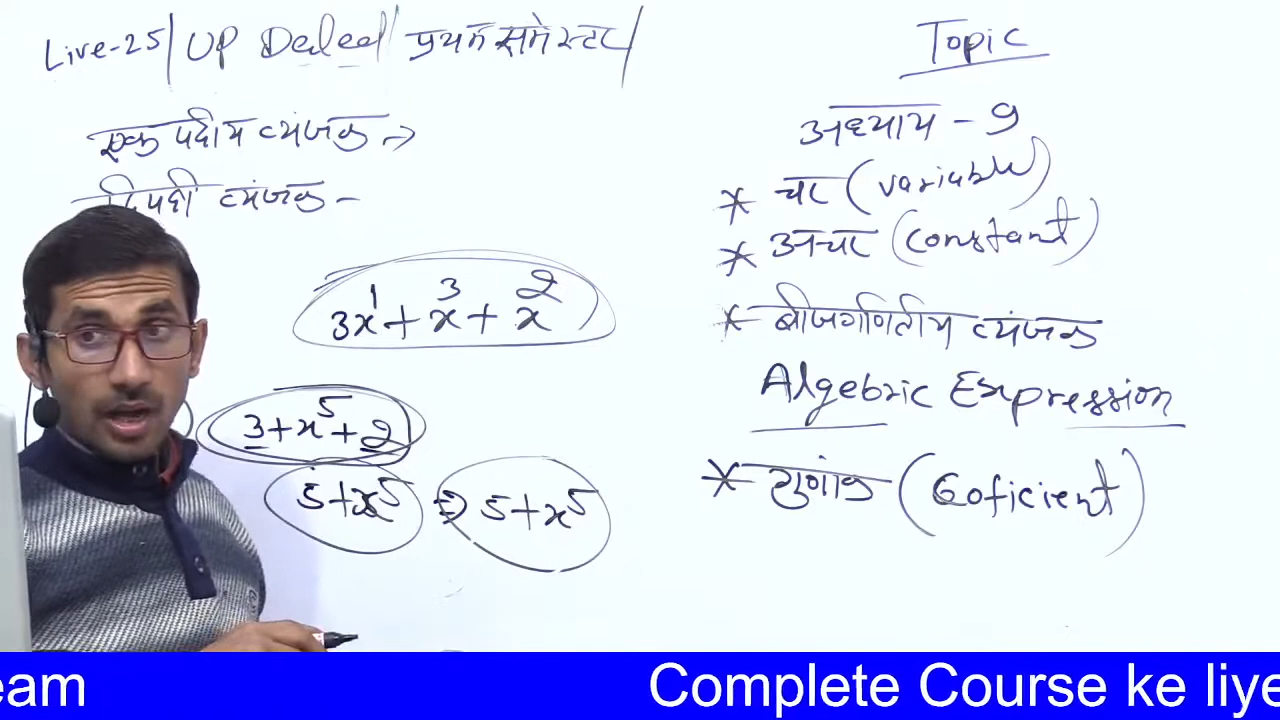 Live-25/ UP Deled/ प्रथम समेस्टर/
एक पदीय व्यंजक →
द्विपदी व्यंजक -
3x¹ + x³ + x²
3+x⁵+2
5+x⁵ ⇒ 5+x⁵
Topic
अध्याय - 9
* चर (variable)
* अचर (constant)
* बीजगणितीय व्यंजक
Algebric Expression
* गुणांक (Coficient)
eam
Complete Course ke liye